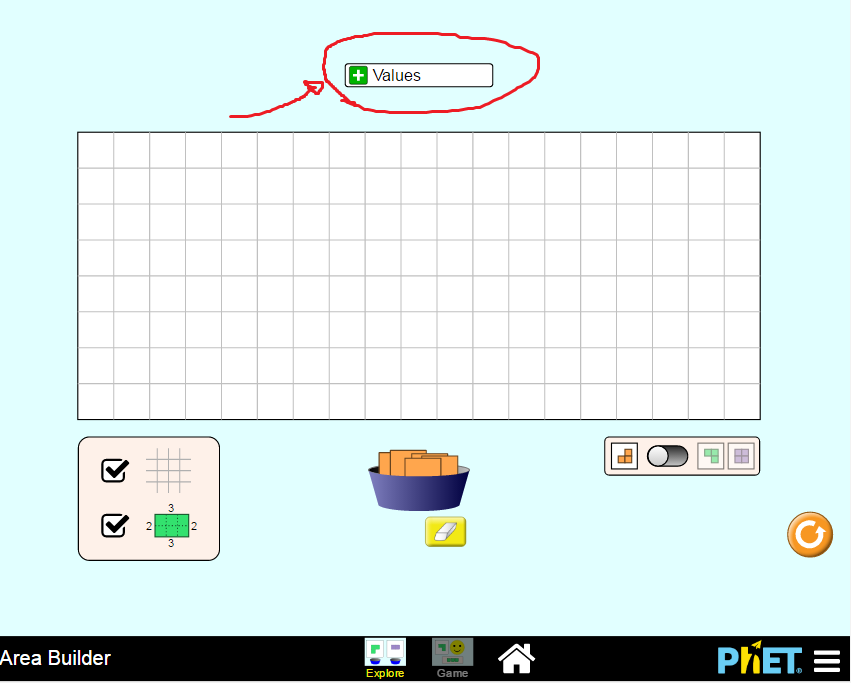 Values
3
2 2
3
Area Builder
Explore
Game
PhET